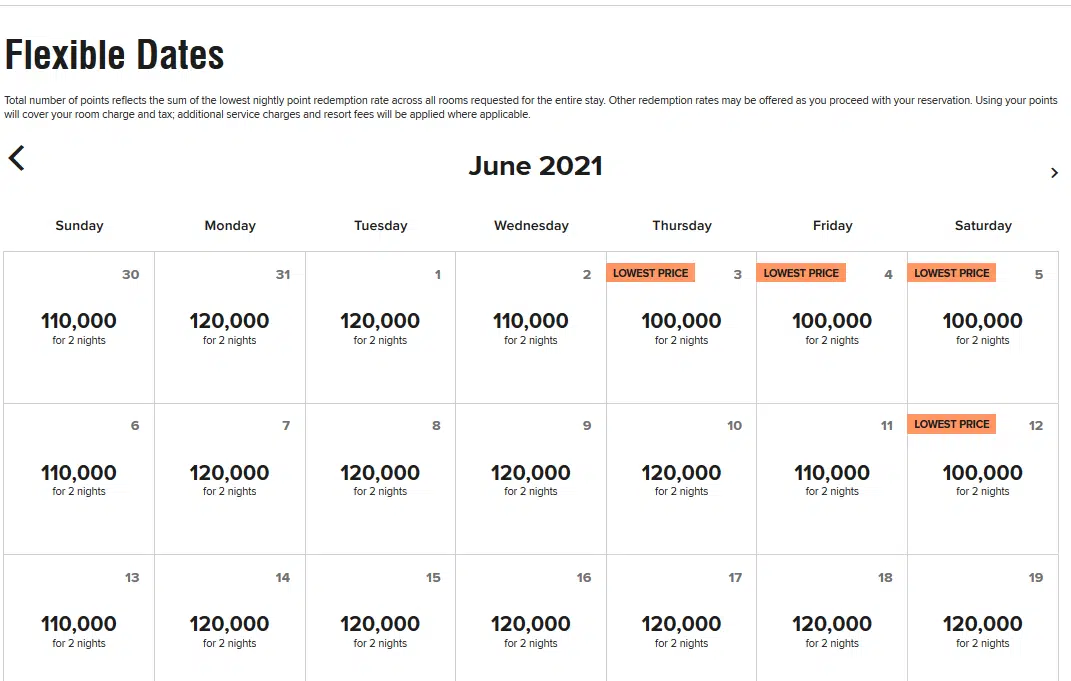 Flexible Dates
Total number of points reflects the sum of the lowest nightly point redemption rate across all rooms requested for the entire stay. Other redemption rates may be offered as you proceed with your reservation. Using your points
will cover your room charge and tax; additional service charges and resort fees will be applied where applicable.
June 2021
Sunday Monday Tuesday Wednesday Thursday Friday Saturday
30 31 1 2 LOWEST PRICE 3 LOWEST PRICE 4 LOWEST PRICE 5
110,000 120,000 120,000 110,000 100,000 100,000 100,000
for 2 nights for 2 nights for 2 nights for 2 nights for 2 nights for 2 nights for 2 nights
6 7 8 9 10 11 LOWEST PRICE 12
110,000 120,000 120,000 120,000 120,000 110,000 100,000
for 2 nights for 2 nights for 2 nights for 2 nights for 2 nights for 2 nights for 2 nights
13 14 15 16 17 18 19
110,000 120,000 120,000 120,000 120,000 120,000 120,000
for 2 nights for 2 nights for 2 nights for 2 nights for 2 nights for 2 nights for 2 nights